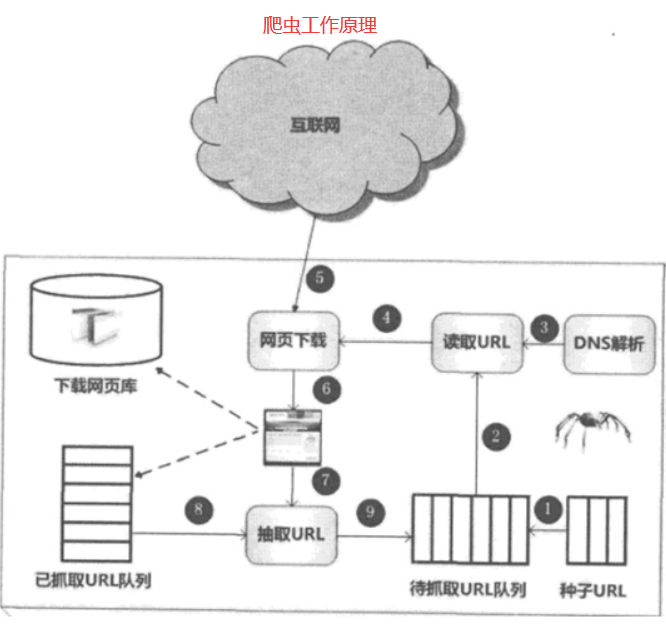 爬虫工作原理
互联网
5
网页下载
4
读取URL
3
DNS解析
下载网页库
6
2
7
8
抽取URL
9
1
已抓取URL队列
待抓取URL队列
种子URL